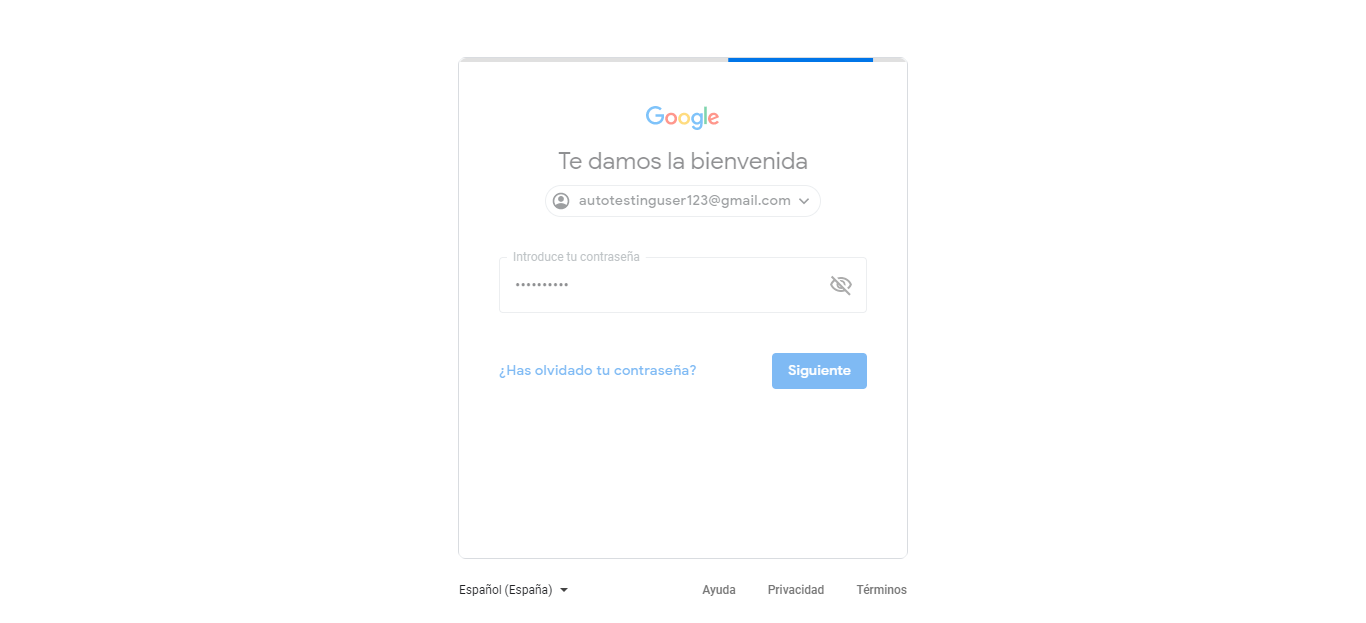 Google
Te damos la bienvenida
autotestinguser123@gmail.com
Introduce tu contraseña
••••••••••
¿Has olvidado tu contraseña?
Siguiente
Español (España)
Ayuda Privacidad Términos